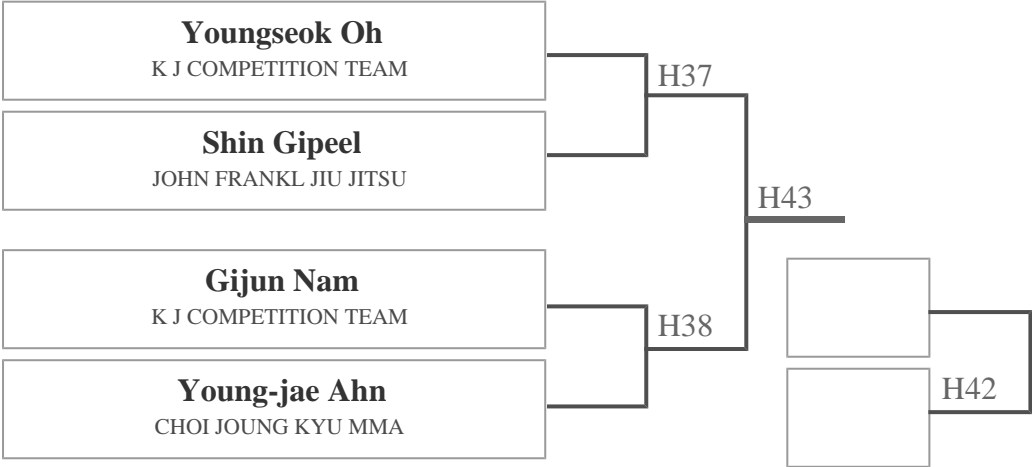 Youngseok Oh
K J COMPETITION TEAM
H37
Shin Gipeel
JOHN FRANKL JIU JITSU
H43
Gijun Nam
K J COMPETITION TEAM
H38
Young-jae Ahn
CHOI JOUNG KYU MMA
H42